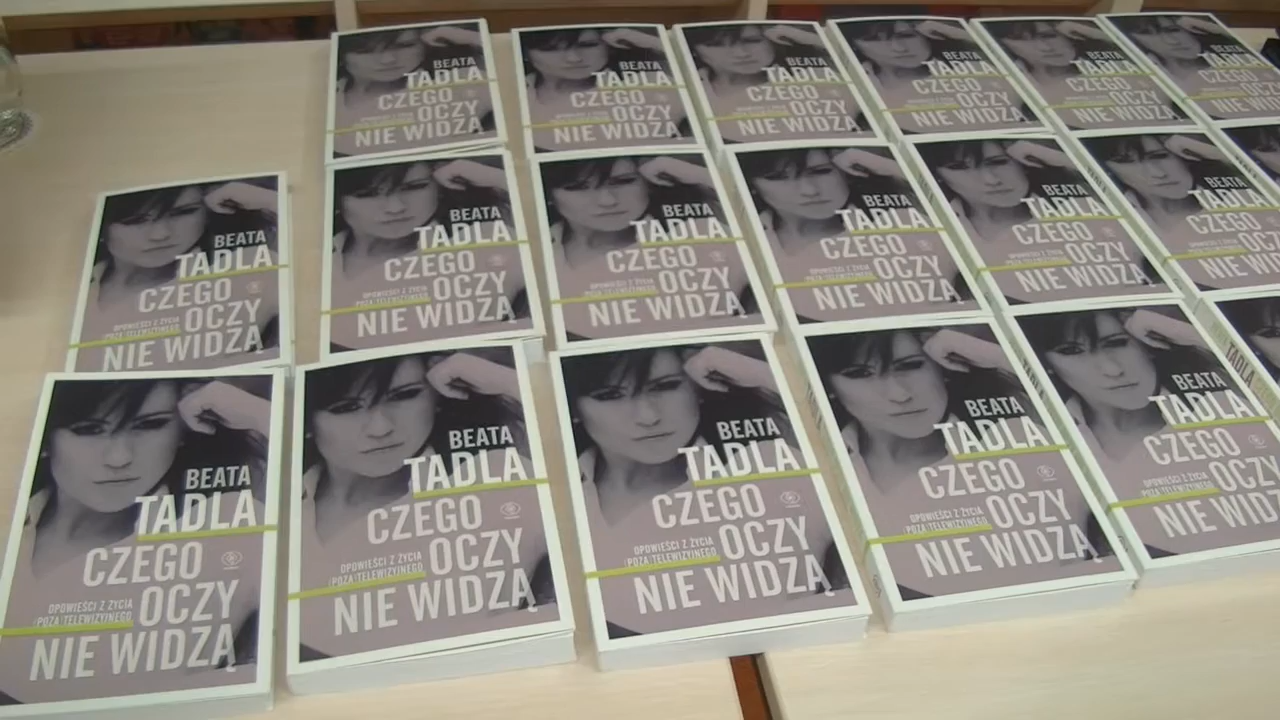 BEATA
TADLA
CZEGO
OPOWIEŚCI Z ŻYCIA
(POZA)TELEWIZYJNEGO
OCZY
NIE WIDZĄ